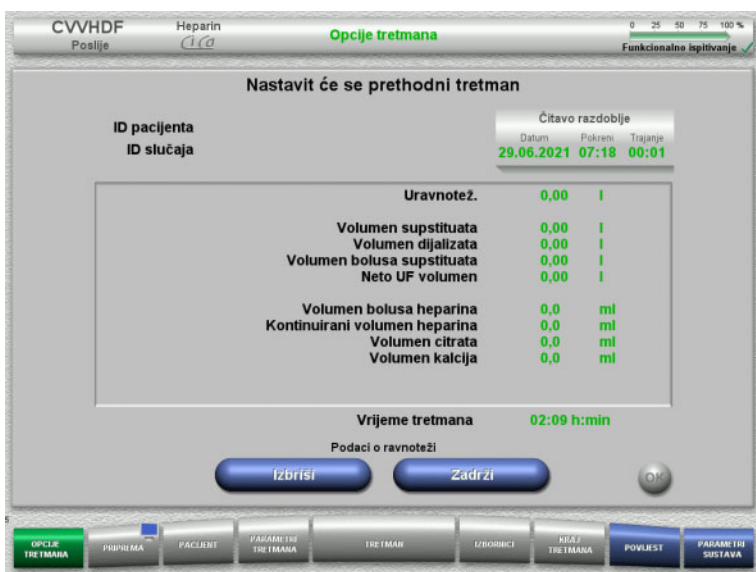 CVVHDF Heparin Opcije tretmana 0 25 50 75 100 %
Poslije Ci Ca Funkcionalno ispitivanje
Nastavit će se prethodni tretman
ID pacijenta
ID slučaja
Čitavo razdoblje
Datum Pokreni Trajanje
29.06.2021 07:18 00:01
Uravnotež. 0,00 l
Volumen supstituata 0,00 l
Volumen dijalizata 0,00 l
Volumen bolusa supstituata 0,00 l
Neto UF volumen 0,00 l
Volumen bolusa heparina 0,0 ml
Kontinuirani volumen heparina 0,0 ml
Volumen citrata 0,0 ml
Volumen kalcija 0,0 ml
Vrijeme tretmana 02:09 h:min
Podaci o ravnoteži
Izbriši Zadrži OK
5
OPCIJE TRETMANA PRIPREMA PACIJENT PARAMETRI TRETMANA TRETMAN IZBORNICI KRAJ TRETMANA POVIJEST PARAMETRI SUSTAVA